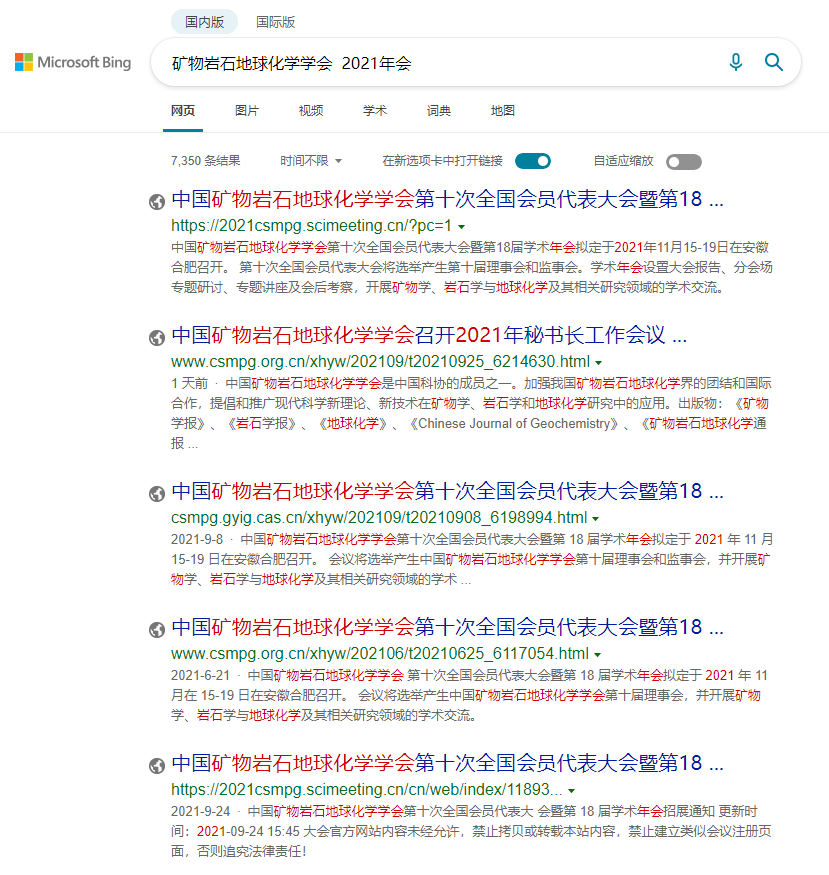 国内版 国际版
Microsoft Bing
矿物岩石地球化学学会 2021年会
网页 图片 视频 学术 词典 地图
7,350 条结果 时间不限 在新选项卡中打开链接 自适应缩放
中国矿物岩石地球化学学会第十次全国会员代表大会暨第18 ...
https://2021csmpg.scimeeting.cn/?pc=1
中国矿物岩石地球化学学会第十次全国会员代表大会暨第18届学术年会拟定于2021年11月15-19日在安徽
合肥召开。 第十次全国会员代表大会将选举产生第十届理事会和监事会。学术年会设置大会报告、分会场
专题研讨、专题讲座及会后考察，开展矿物学、岩石学与地球化学及其相关研究领域的学术交流。
中国矿物岩石地球化学学会召开2021年秘书长工作会议 ...
www.csmpg.org.cn/xhyw/202109/t20210925_6214630.html
1 天前 · 中国矿物岩石地球化学学会是中国科协的成员之一。加强我国矿物岩石地球化学界的团结和国际
合作，提倡和推广现代科学新理论、新技术在矿物学、岩石学和地球化学研究中的应用。出版物：《矿物
学报》、《岩石学报》、《地球化学》、《Chinese Journal of Geochemistry》、《矿物岩石地球化学通
报 ...
中国矿物岩石地球化学学会第十次全国会员代表大会暨第18 ...
csmpg.gyig.cas.cn/xhyw/202109/t20210908_6198994.html
2021-9-8 · 中国矿物岩石地球化学学会第十次全国会员代表大会暨第 18 届学术年会拟定于 2021 年 11 月
15-19 日在安徽合肥召开。 会议将选举产生中国矿物岩石地球化学学会第十届理事会和监事会，并开展矿
物学、岩石学与地球化学及其相关研究领域的学术 ...
中国矿物岩石地球化学学会第十次全国会员代表大会暨第18 ...
www.csmpg.org.cn/xhyw/202106/t20210625_6117054.html
2021-6-21 · 中国矿物岩石地球化学学会 第十次全国会员代表大会暨第 18 届学术年会拟定于 2021 年 11
月在 15-19 日在安徽合肥召开。 会议将选举产生中国矿物岩石地球化学学会第十届理事会，并开展矿物
学、岩石学与地球化学及其相关研究领域的学术交流。
中国矿物岩石地球化学学会第十次全国会员代表大会暨第18 ...
https://2021csmpg.scimeeting.cn/cn/web/index/11893...
2021-9-24 · 中国矿物岩石地球化学学会第十次全国会员代表大 会暨第 18 届学术年会招展通知 更新时
间：2021-09-24 15:45 大会官方网站内容未经允许，禁止拷贝或转载本站内容，禁止建立类似会议注册页
面，否则追究法律责任！